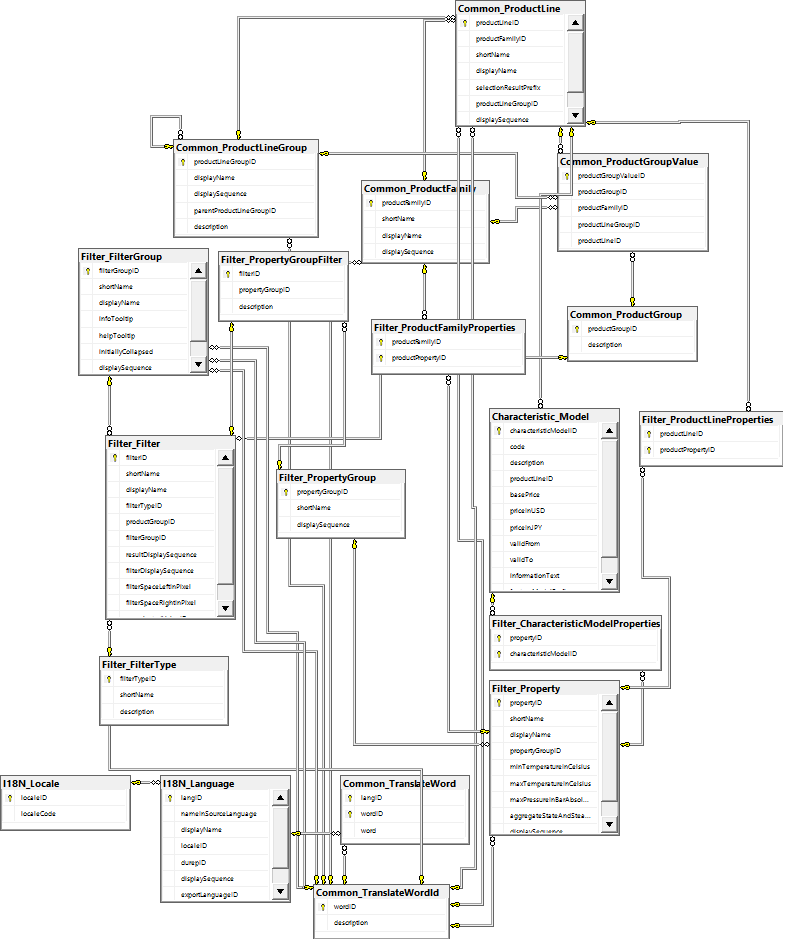 Common_ProductLine
productLineID
productFamilyID
shortName
displayName
selectionResultPrefix
productLineGroupID
displaySequence
Common_ProductLineGroup
productLineGroupID
displayName
displaySequence
parentProductLineGroupID
description
Common_ProductFamily
productFamilyID
shortName
displayName
displaySequence
Common_ProductGroupValue
productGroupValueID
productGroupID
productFamilyID
productLineGroupID
productLineID
Filter_FilterGroup
filterGroupID
shortName
displayName
infoTooltip
helpTooltip
initiallyCollapsed
displaySequence
Filter_PropertyGroupFilter
filterID
propertyGroupID
description
Filter_ProductFamilyProperties
productFamilyID
productPropertyID
Common_ProductGroup
productGroupID
description
Filter_Filter
filterID
shortName
displayName
filterTypeID
productGroupID
filterGroupID
resultDisplaySequence
filterDisplaySequence
filterSpaceLeftInPixel
filterSpaceRightInPixel
Filter_PropertyGroup
propertyGroupID
shortName
displaySequence
Characteristic_Model
characteristicModelID
code
description
productLineID
basePrice
priceInUSD
priceInJPY
validFrom
validTo
informationText
Filter_ProductLineProperties
productLineID
productPropertyID
Filter_CharacteristicModelProperties
propertyID
characteristicModelID
Filter_FilterType
filterTypeID
shortName
description
Filter_Property
propertyID
shortName
displayName
propertyGroupID
minTemperatureInCelsius
maxTemperatureInCelsius
maxPressureInBarAbsol...
aggregateStateAndStea...
displaySequence
I18N_Locale
localeID
localeCode
I18N_Language
langID
nameInSourceLanguage
displayName
localeID
durepID
displaySequence
exportLanguageID
Common_TranslateWord
langID
wordID
word
Common_TranslateWordId
wordID
description